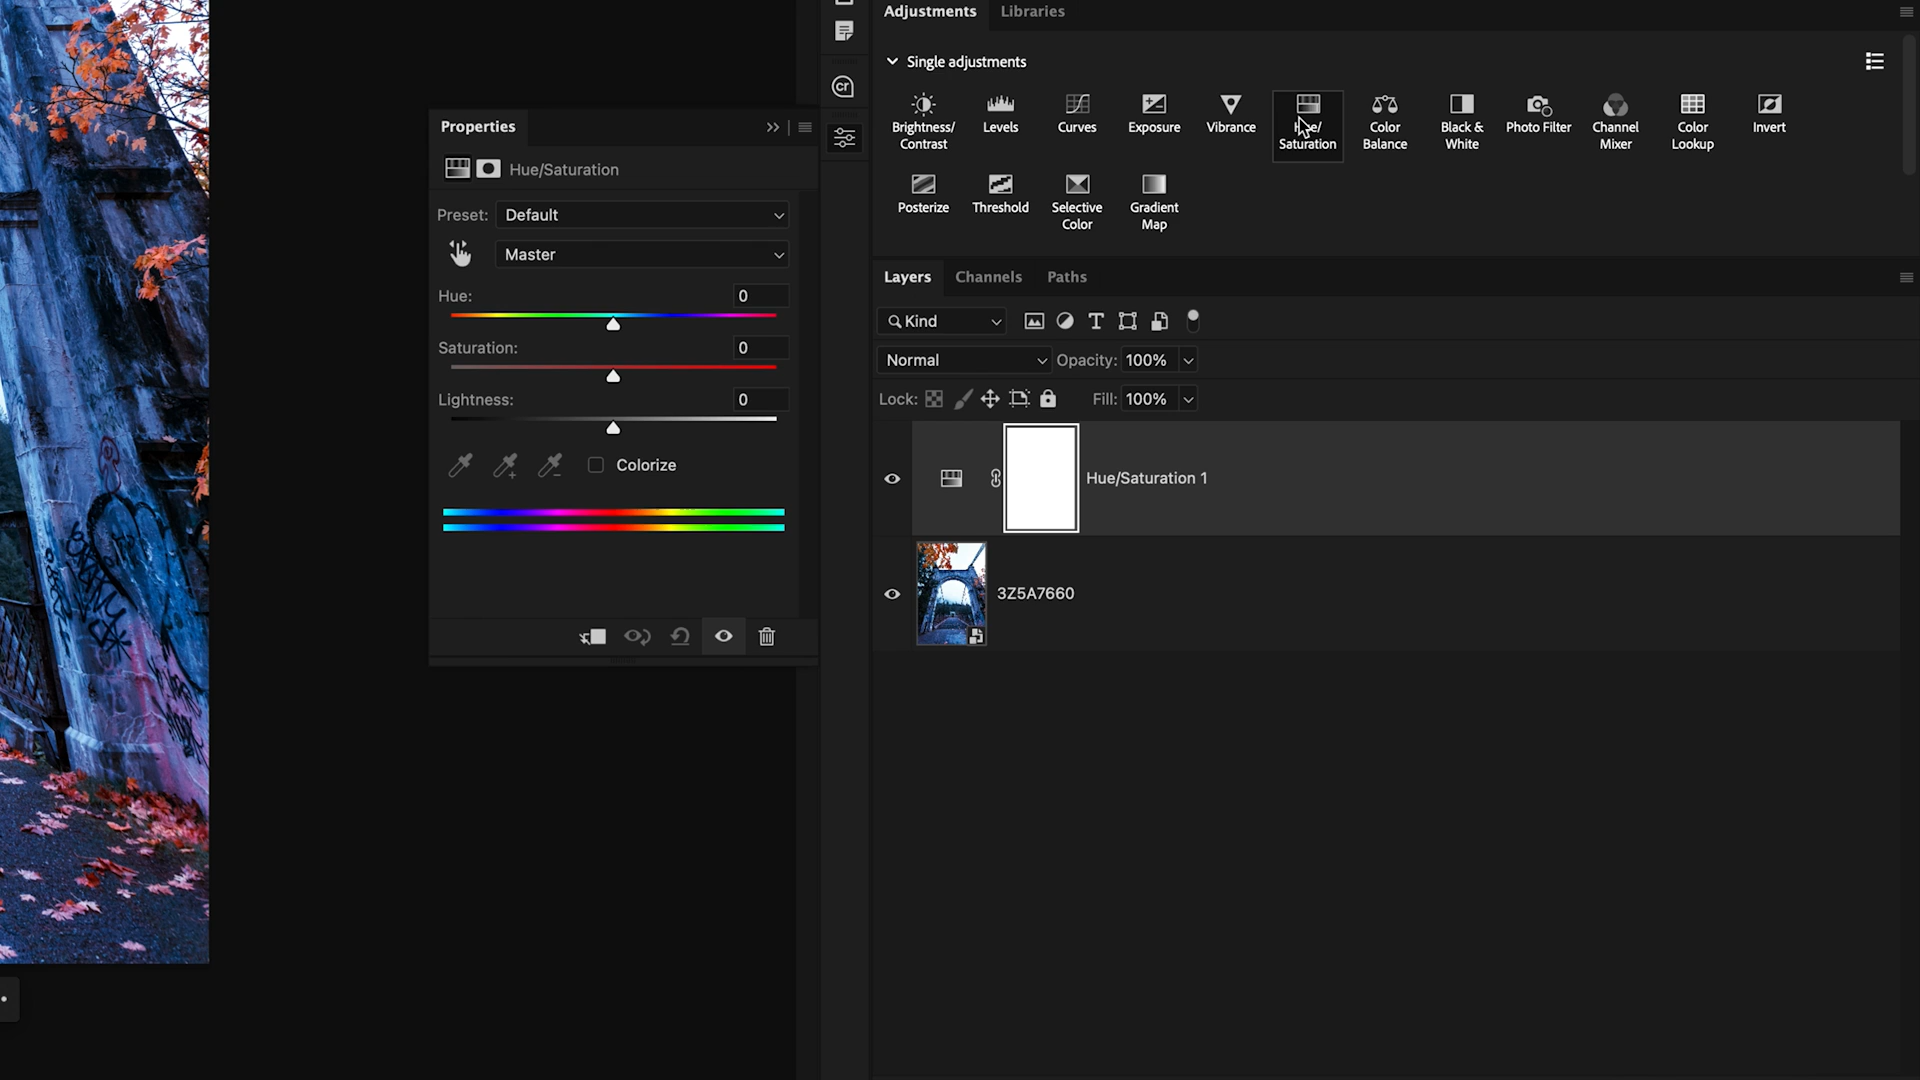 Adjustments Libraries
Single adjustments
Brightness/ Contrast
Levels
Curves
Exposure
Vibrance
Saturation
Color Balance
Black & White
Photo Filter
Channel Mixer
Color Lookup
Invert
Posterize
Threshold
Selective Color
Gradient Map
Properties
Hue/Saturation
Preset: Default
Master
Hue: 0
Saturation: 0
Lightness: 0
Colorize
Layers Channels Paths
Kind
Normal Opacity: 100%
Lock: Fill: 100%
Hue/Saturation 1
3Z5A7660